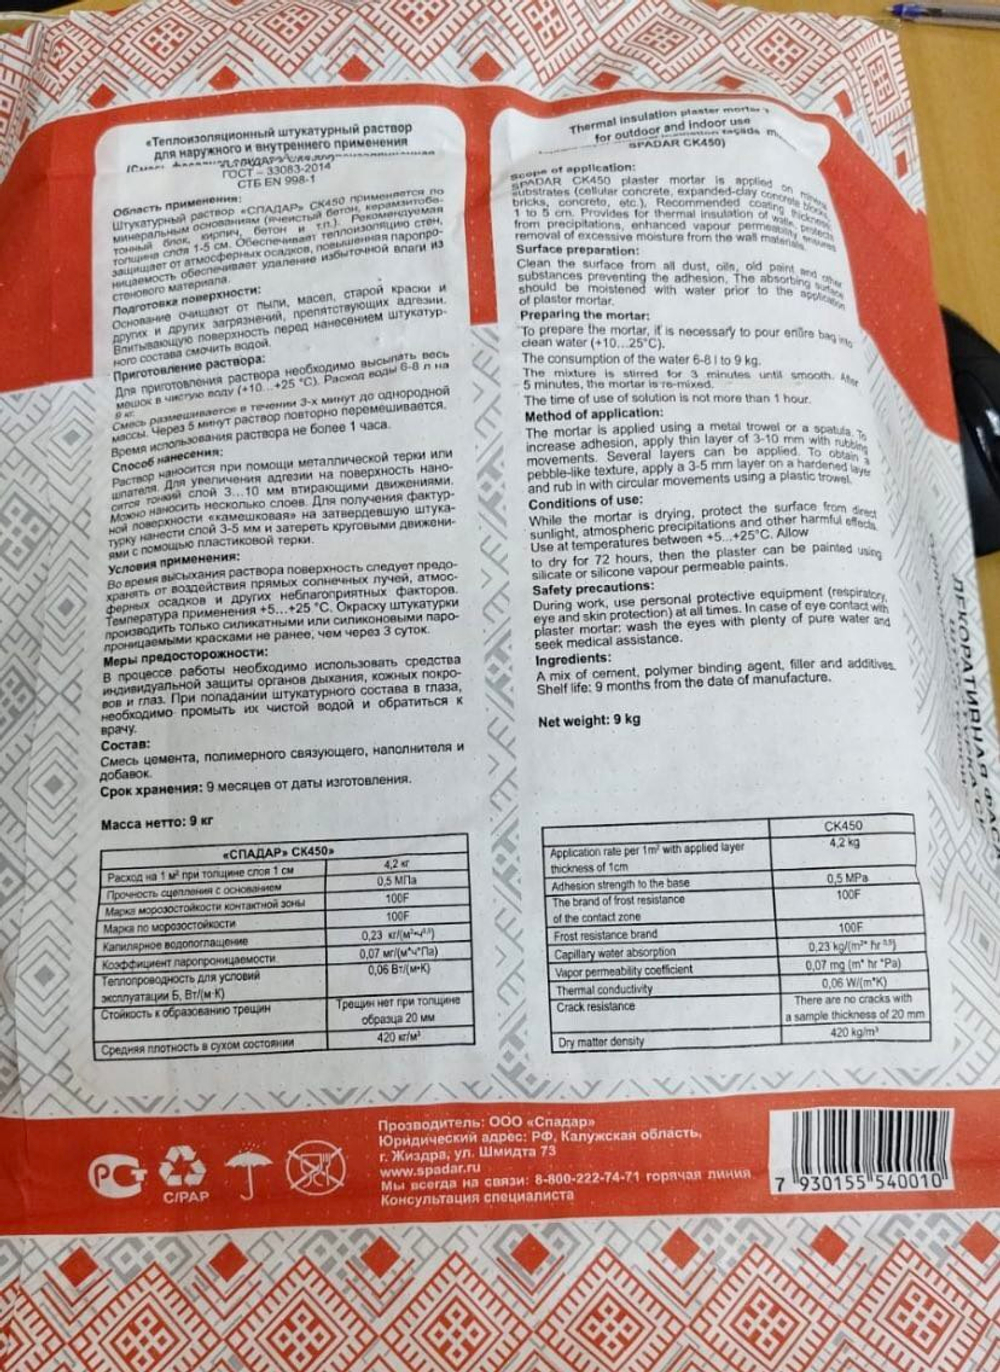 «Теплоизоляционный штукатурный раствор
для наружного и внутреннего применения
ГОСТ – 33083-2014
СТБ EN 998-1
Область применения:
Штукатурный раствор «СПАДАР» СК450 применяется по
минеральным основаниям (ячеистый бетон, керамзитобе-
тонный блок, кирпич, бетон и т.п.). Рекомендуемая
толщина слоя 1-5 см. Обеспечивает теплоизоляцию стен,
защищает от атмосферных осадков, повышенная паропро-
ницаемость обеспечивает удаление избыточной влаги из
стенового материала.
Подготовка поверхности:
Основание очищают от пыли, масел, старой краски и
других и других загрязнений, препятствующих адгезии.
Впитывающую поверхность перед нанесением штукатур-
ного состава смочить водой.
Приготовление раствора:
Для приготовления раствора необходимо высыпать весь
мешок в чистую воду (+10...+25 °С). Расход воды 6-8 л на
9 кг.
Смесь размешивается в течении 3-х минут до однородной
массы. Через 5 минут раствор повторно перемешивается.
Время использования раствора не более 1 часа.
Способ нанесения:
Раствор наносится при помощи металлической терки или
шпателя. Для увеличения адгезии на поверхность нано-
сится тонкий слой 3...10 мм втирающими движениями.
Можно наносить несколько слоев. Для получения фактур-
ной поверхности «камешковая» на затвердевшую штука-
турку нанести слой 3-5 мм и затереть круговыми движени-
ями с помощью пластиковой терки.
Условия применения:
Во время высыхания раствора поверхность следует предо-
хранять от воздействия прямых солнечных лучей, атмос-
ферных осадков и других неблагоприятных факторов.
Температура применения +5...+25 °С. Окраску штукатурки
производить только силикатными или силиконовыми паро-
проницаемыми красками не ранее, чем через 3 суток.
Меры предосторожности:
В процессе работы необходимо использовать средства
индивидуальной защиты органов дыхания, кожных покро-
вов и глаз. При попадании штукатурного состава в глаза,
необходимо промыть их чистой водой и обратиться к
врачу.
Состав:
Смесь цемента, полимерного связующего, наполнителя и
добавок.
Срок хранения: 9 месяцев от даты изготовления.
Масса нетто: 9 кг
«СПАДАР» СК450»
Расход на 1 м² при толщине слоя 1 см 4,2 кг
Прочность сцепления с основанием 0,5 МПа
Марка морозостойкости контактной зоны 100F
Марка по морозостойкости 100F
Капилярное водопоглащение 0,23 кг/(м²*ч⁰·⁵)
Коэффициент паропроницаемости 0,07 мг/(м*ч*Па)
Теплопроводность для условий
эксплуатации Б, Вт/(м·К) 0,06 Вт/(м•К)
Стойкость к образованию трещин Трещин нет при толщине
образца 20 мм
Средняя плотность в сухом состоянии 420 кг/м³
Thermal insulation plaster mortar
for outdoor and indoor use
SPADAR CK450)
Scope of application:
SPADAR CK450 plaster mortar is applied on mineral
substrates (cellular concrete, expanded-clay concrete blocks,
bricks, concreto, etc.). Recommended coating thickness:
1 to 5 cm. Provides for thermal insulation of walls, protects
from precipitations, enhanced vapour permeability ensures
removal of excessive moisture from the wall materials.
Surface preparation:
Clean the surface from all dust, oils, old paint and other
substances preventing the adhesion. The absorbing surface
should be moistened with water prior to the application
of plaster mortar.
Preparing the mortar:
To prepare the mortar, it is necessary to pour entire bag into
clean water (+10...25°C).
The consumption of the water 6-8 l to 9 kg.
The mixture is stirred for 3 minutes until smooth. After
5 minutes, the mortar is re-mixed.
The time of use of solution is not more than 1 hour.
Method of application:
The mortar is applied using a metal trowel or a spatula. To
increase adhesion, apply thin layer of 3-10 mm with rubbing
movements. Several layers can be applied. To obtain a
pebble-like texture, apply a 3-5 mm layer on a hardened layer
and rub in with circular movements using a plastic trowel.
Conditions of use:
While the mortar is drying, protect the surface from direct
sunlight, atmospheric precipitations and other harmful effects.
Use at temperatures between +5...+25°C. Allow
to dry for 72 hours, then the plaster can be painted using
silicate or silicone vapour permeable paints.
Safety precautions:
During work, use personal protective equipment (respiratory,
eye and skin protection) at all times. In case of eye contact with
plaster mortar: wash the eyes with plenty of pure water and
seek medical assistance.
Ingredients:
A mix of cement, polymer binding agent, filler and additives.
Shelf life: 9 months from the date of manufacture.
Net weight: 9 kg
CK450
Application rate per 1m² with applied layer
thickness of 1cm 4,2 kg
Adhesion strength to the base 0,5 MPa
The brand of frost resistance
of the contact zone 100F
Frost resistance brand 100F
Capillary water absorption 0,23 kg/(m²* hr ⁰·⁵)
Vapor permeability coefficient 0,07 mg (m* hr *Pa)
Thermal conductivity 0,06 W/(m*K)
Crack resistance There are no cracks with
a sample thickness of 20 mm
Dry matter density 420 kg/m³
ДЕКОРАТИВНАЯ
РСТ
C/PAP
Прозводитель: ООО «Спадар»
Юридический адрес: РФ, Калужская область,
г. Жиздра, ул. Шмидта 73
www.spadar.ru
Мы всегда на связи: 8-800-222-74-71 горячая линия
Консультация специалиста
7 930155 540010